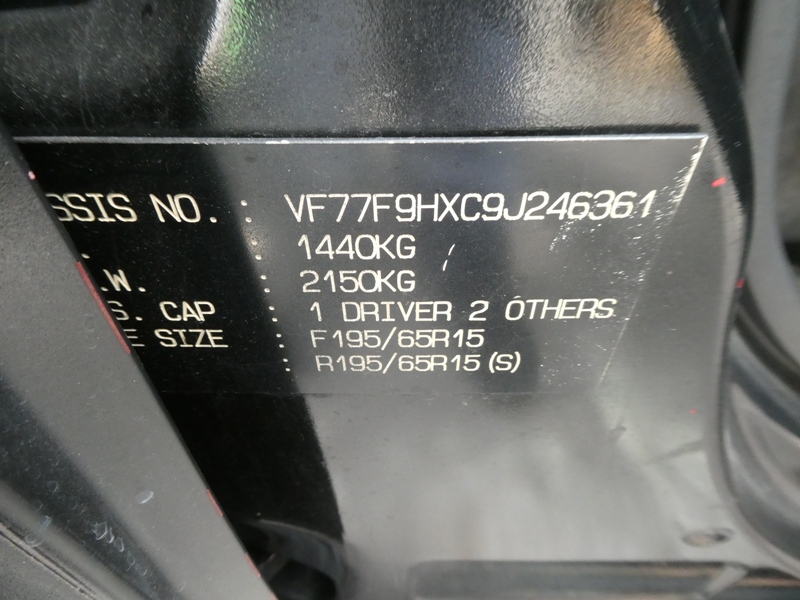 SSIS NO. : VF77F9HXC9J246361
. : 1440KG
.W. : 2150KG
S. CAP : 1 DRIVER 2 OTHERS
E SIZE : F195/65R15
: R195/65R15 (S)